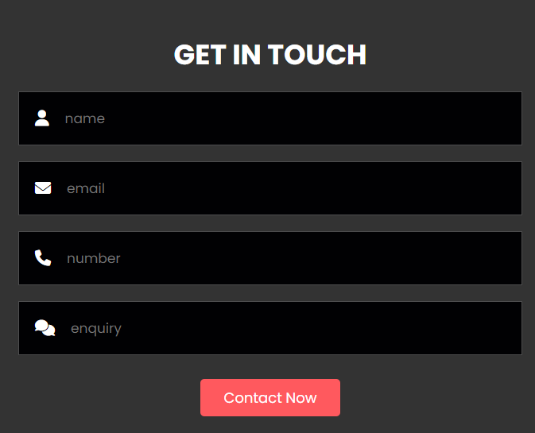 GET IN TOUCH
name
email
number
enquiry
Contact Now